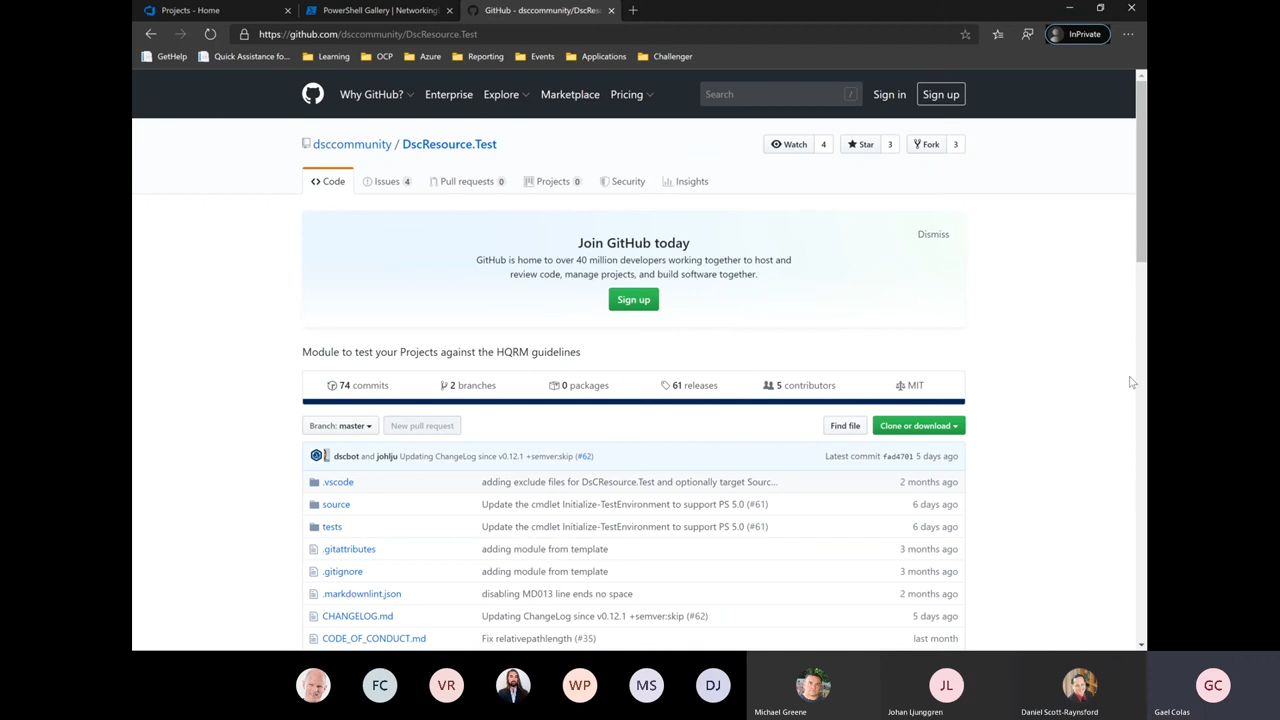 Projects - Home
PowerShell Gallery | Networking
GitHub - dsccommunity/DscRes
https://github.com/dsccommunity/DscResource.Test
InPrivate
GetHelp
Quick Assistance fo...
Learning
OCP
Azure
Reporting
Events
Applications
Challenger
Why GitHub?
Enterprise
Explore
Marketplace
Pricing
Search /
Sign in
Sign up
dsccommunity / DscResource.Test
Watch 4
Star 3
Fork 3
<> Code
Issues 4
Pull requests 0
Projects 0
Security
Insights
Dismiss
Join GitHub today
GitHub is home to over 40 million developers working together to host and
review code, manage projects, and build software together.
Sign up
Module to test your Projects against the HQRM guidelines
74 commits
2 branches
0 packages
61 releases
5 contributors
MIT
Branch: master
New pull request
Find file
Clone or download
dscbot and johlju Updating ChangeLog since v0.12.1 +semver:skip (#62)
Latest commit fad4701 5 days ago
.vscode adding exclude files for DsCResource.Test and optionally target Sourc... 2 months ago
source Update the cmdlet Initialize-TestEnvironment to support PS 5.0 (#61) 6 days ago
tests Update the cmdlet Initialize-TestEnvironment to support PS 5.0 (#61) 6 days ago
.gitattributes adding module from template 3 months ago
.gitignore adding module from template 3 months ago
.markdownlint.json disabling MD013 line ends no space 2 months ago
CHANGELOG.md Updating ChangeLog since v0.12.1 +semver:skip (#62) 5 days ago
CODE_OF_CONDUCT.md Fix relativepathlength (#35) last month
FC
VR
WP
MS
DJ
JL
GC
Michael Greene
Johan Ljunggren
Daniel Scott-Raynsford
Gael Colas